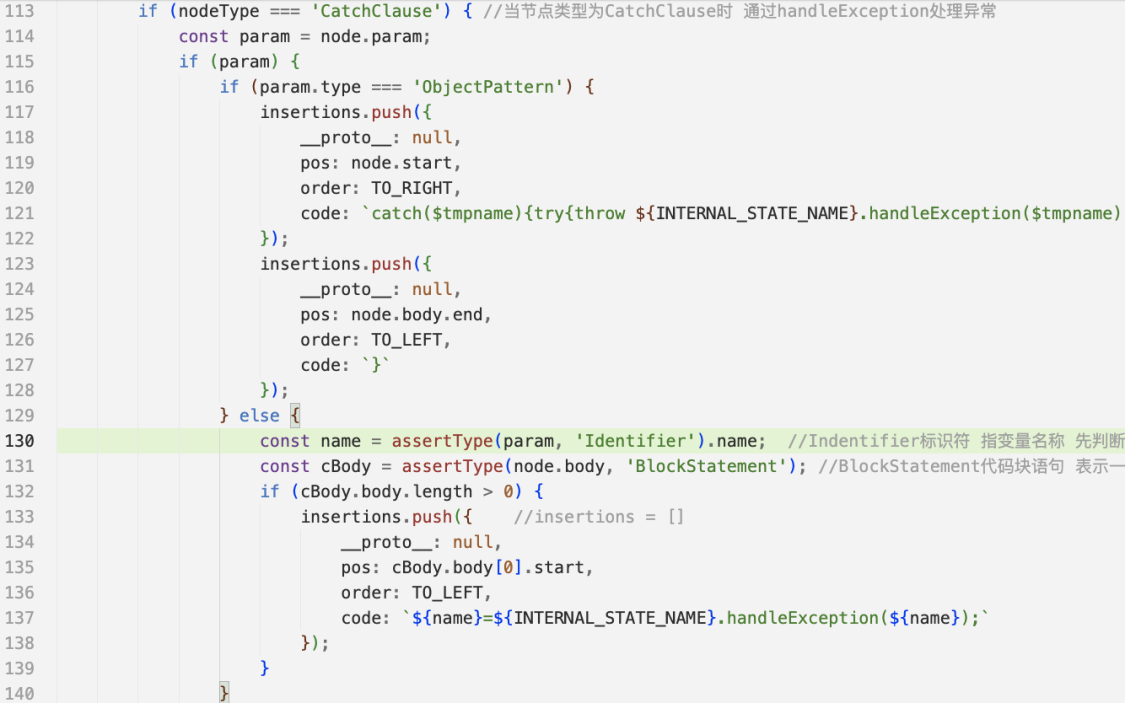 113 if (nodeType === 'CatchClause') { //当节点类型为CatchClause时 通过handleException处理异常
114 const param = node.param;
115 if (param) {
116 if (param.type === 'ObjectPattern') {
117 insertions.push({
118 __proto__: null,
119 pos: node.start,
120 order: TO_RIGHT,
121 code: `catch($tmpname){try{throw ${INTERNAL_STATE_NAME}.handleException($tmpname)
122 });
123 insertions.push({
124 __proto__: null,
125 pos: node.body.end,
126 order: TO_LEFT,
127 code: `}`
128 });
129 } else {
130 const name = assertType(param, 'Identifier').name; //Indentifier标识符 指变量名称 先判断
131 const cBody = assertType(node.body, 'BlockStatement'); //BlockStatement代码块语句 表示一
132 if (cBody.body.length > 0) {
133 insertions.push({ //insertions = []
134 __proto__: null,
135 pos: cBody.body[0].start,
136 order: TO_LEFT,
137 code: `${name}=${INTERNAL_STATE_NAME}.handleException(${name});`
138 });
139 }
140 }